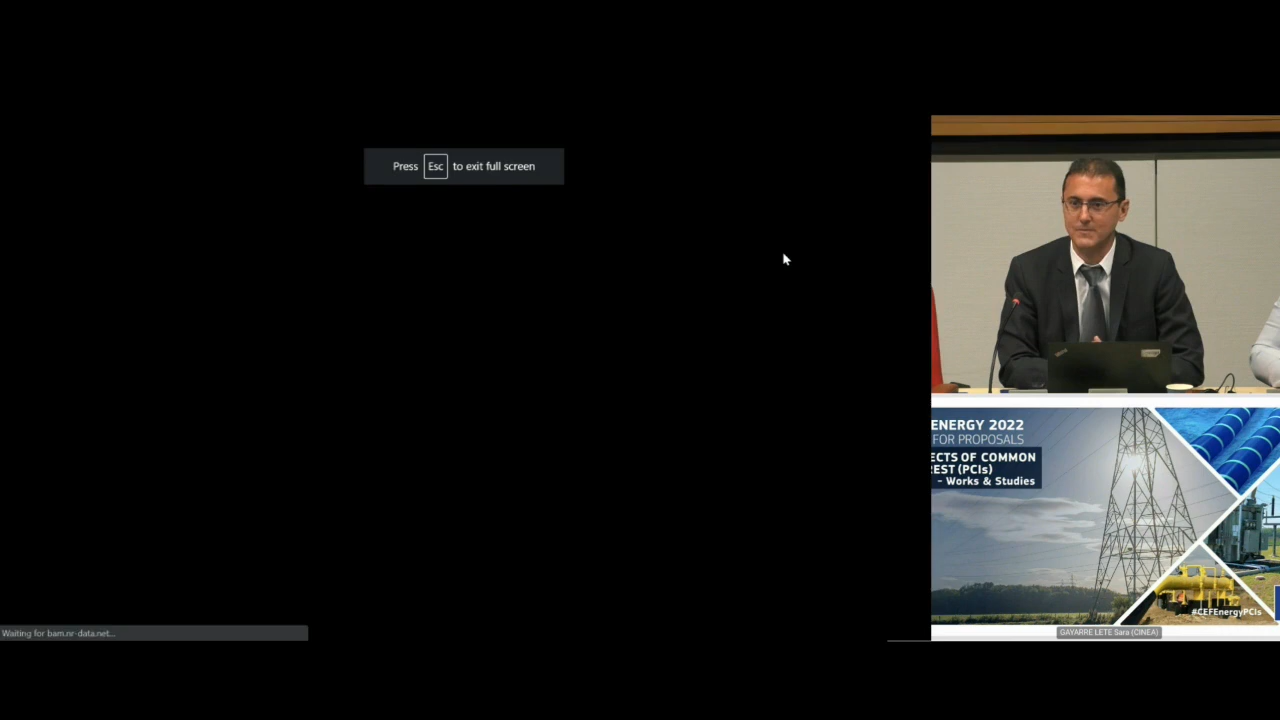 Press Esc to exit full screen
ENERGY 2022
FOR PROPOSALS
ECTS OF COMMON
REST (PCIs)
- Works & Studies
#CEFEnergyPCIs
GAYARRE LETE Sara (CINEA)
Waiting for bam.nr-data.net...